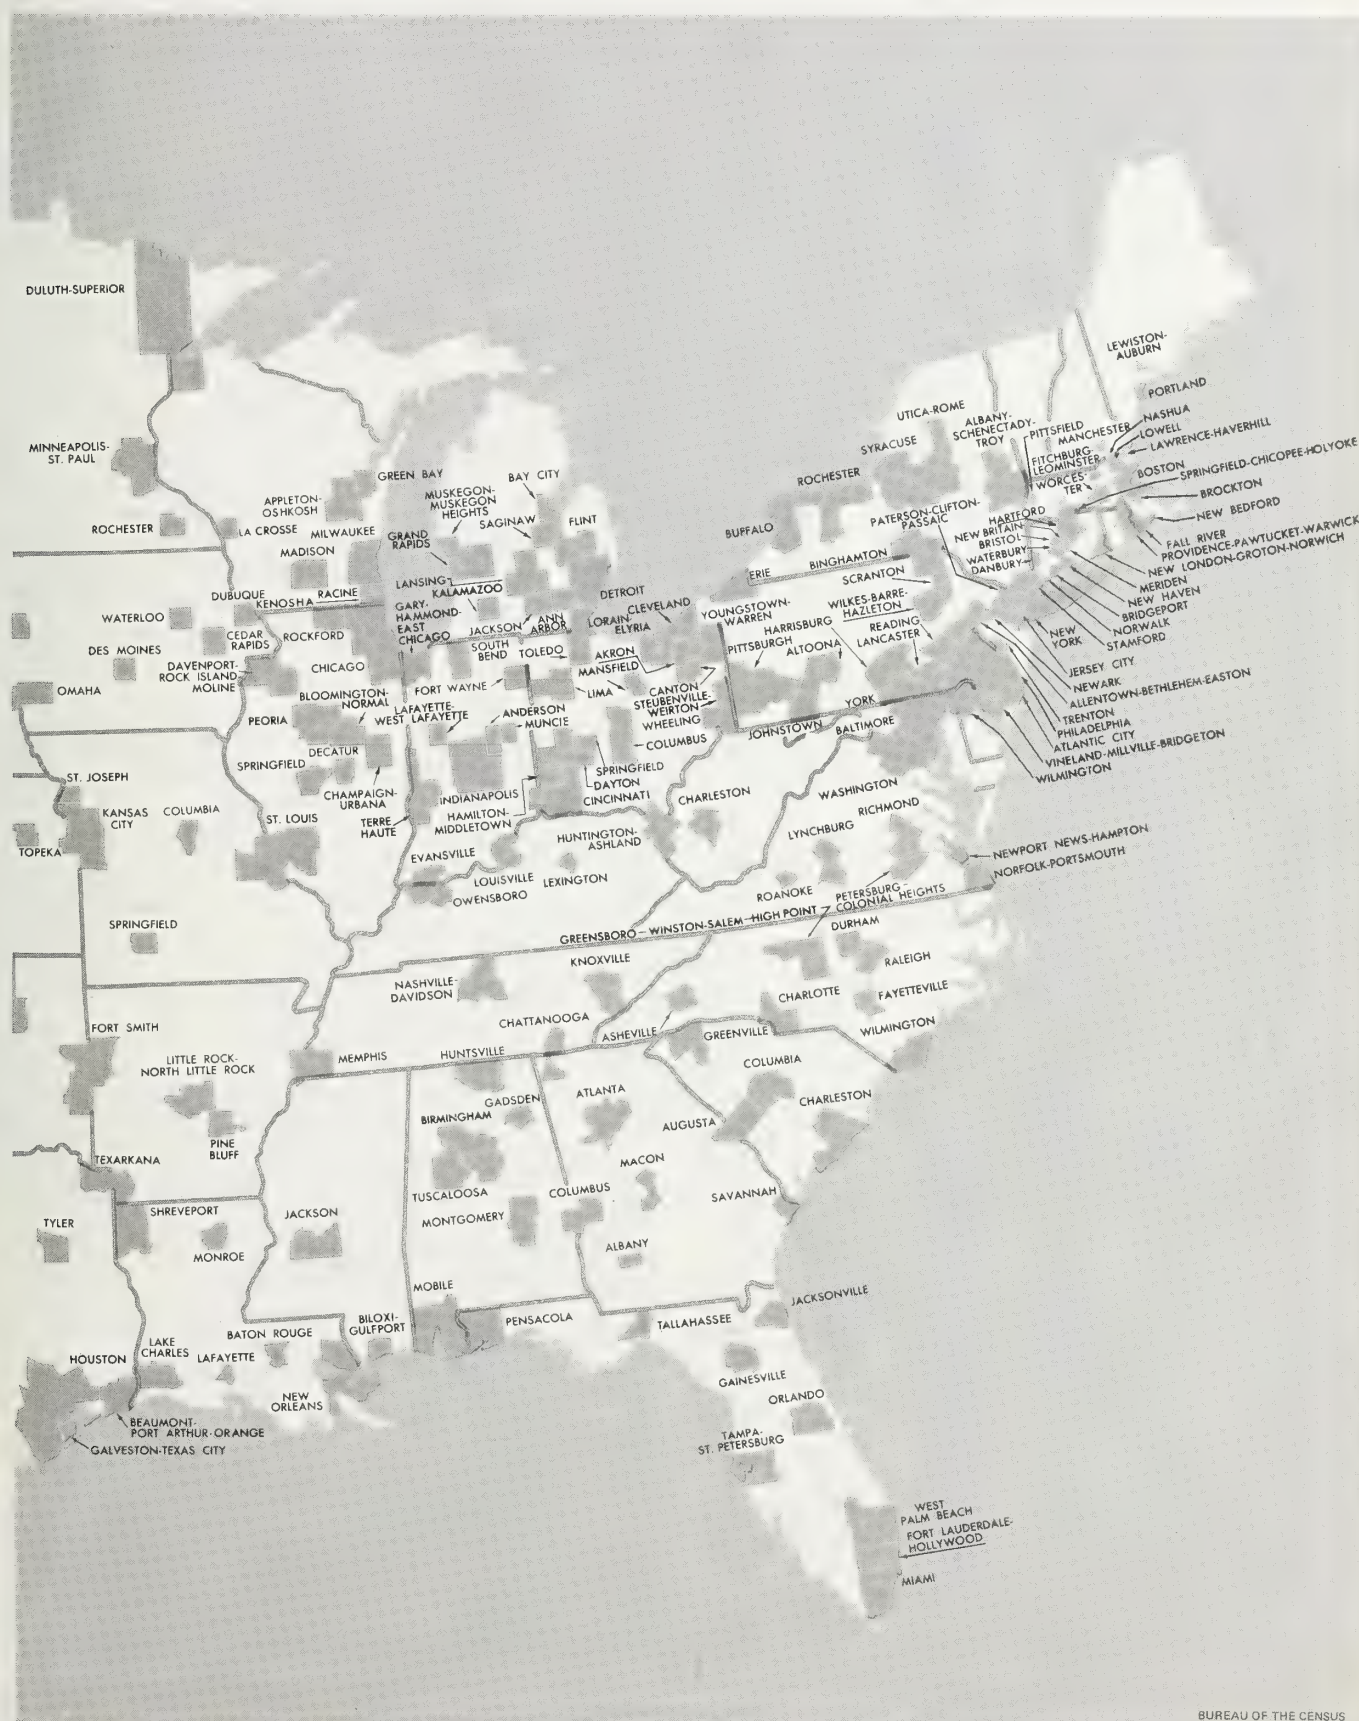 DULUTH-SUPERIOR
LEWISTON-
AUBURN
PORTLAND
NASHUA
LOWELL
LAWRENCE-HAVERHILL
BOSTON
SPRINGFIELD-CHICOPEE-HOLYOKE
BROCKTON
NEW BEDFORD
FALL RIVER
PROVIDENCE-PAWTUCKET-WARWICK
NEW LONDON-GROTON-NORWICH
MERIDEN
NEW HAVEN
BRIDGEPORT
NORWALK
STAMFORD
UTICA-ROME
ALBANY-
SCHENECTADY-
TROY
PITTSFIELD
MANCHESTER
FITCHBURG-
LEOMINSTER
WORCES-
TER
SYRACUSE
ROCHESTER
BUFFALO
PATERSON-CLIFTON-
PASSAIC
HARTFORD
NEW BRITAIN
BRISTOL
WATERBURY
DANBURY
ERIE
BINGHAMTON
SCRANTON
WILKES-BARRE-
HAZLETON
NEW
YORK
JERSEY CITY
NEWARK
ALLENTOWN-BETHLEHEM-EASTON
TRENTON
PHILADELPHIA
ATLANTIC CITY
VINELAND-MILLVILLE-BRIDGETON
WILMINGTON
MINNEAPOLIS-
ST. PAUL
GREEN BAY
BAY CITY
APPLETON-
OSHKOSH
MUSKEGON-
MUSKEGON
HEIGHTS
SAGINAW
FLINT
ROCHESTER
LA CROSSE
MILWAUKEE
GRAND
RAPIDS
MADISON
LANSING
KALAMAZOO
DETROIT
DUBUQUE
KENOSHA
RACINE
GARY-
HAMMOND-
EAST
CHICAGO
JACKSON
ANN
ARBOR
LORAIN-
ELYRIA
CLEVELAND
YOUNGSTOWN-
WARREN
HARRISBURG
READING
LANCASTER
PITTSBURGH
ALTOONA
WATERLOO
CEDAR
RAPIDS
ROCKFORD
SOUTH
BEND
TOLEDO
AKRON
MANSFIELD
DES MOINES
DAVENPORT-
ROCK ISLAND
MOLINE
CHICAGO
FORT WAYNE
LIMA
CANTON
STEUBENVILLE-
WEIRTON
WHEELING
OMAHA
BLOOMINGTON-
NORMAL
LAFAYETTE-
WEST LAFAYETTE
ANDERSON
MUNCIE
YORK
PEORIA
COLUMBUS
JOHNSTOWN
BALTIMORE
DECATUR
SPRINGFIELD
SPRINGFIELD
DAYTON
CINCINNATI
ST. JOSEPH
CHAMPAIGN-
URBANA
INDIANAPOLIS
CHARLESTON
WASHINGTON
KANSAS
CITY
COLUMBIA
ST. LOUIS
TERRE
HAUTE
HAMILTON-
MIDDLETOWN
RICHMOND
LYNCHBURG
HUNTINGTON-
ASHLAND
TOPEKA
EVANSVILLE
NEWPORT NEWS-HAMPTON
NORFOLK-PORTSMOUTH
LOUISVILLE
LEXINGTON
OWENSBORO
ROANOKE
PETERSBURG-
COLONIAL HEIGHTS
SPRINGFIELD
GREENSBORO-WINSTON-SALEM-HIGH POINT
DURHAM
RALEIGH
NASHVILLE-
DAVIDSON
KNOXVILLE
CHARLOTTE
FAYETTEVILLE
FORT SMITH
CHATTANOOGA
ASHEVILLE
GREENVILLE
WILMINGTON
LITTLE ROCK-
NORTH LITTLE ROCK
MEMPHIS
HUNTSVILLE
COLUMBIA
GADSDEN
ATLANTA
BIRMINGHAM
AUGUSTA
CHARLESTON
PINE
BLUFF
TEXARKANA
MACON
TUSCALOOSA
COLUMBUS
SAVANNAH
SHREVEPORT
TYLER
JACKSON
MONTGOMERY
MONROE
ALBANY
MOBILE
JACKSONVILLE
BILOXI-
GULFPORT
PENSACOLA
TALLAHASSEE
BATON ROUGE
LAKE
CHARLES
LAFAYETTE
HOUSTON
NEW
ORLEANS
GAINESVILLE
ORLANDO
BEAUMONT-
PORT ARTHUR-ORANGE
GALVESTON-TEXAS CITY
TAMPA-
ST. PETERSBURG
WEST
PALM BEACH
FORT LAUDERDALE-
HOLLYWOOD
MIAMI
BUREAU OF THE CENSUS